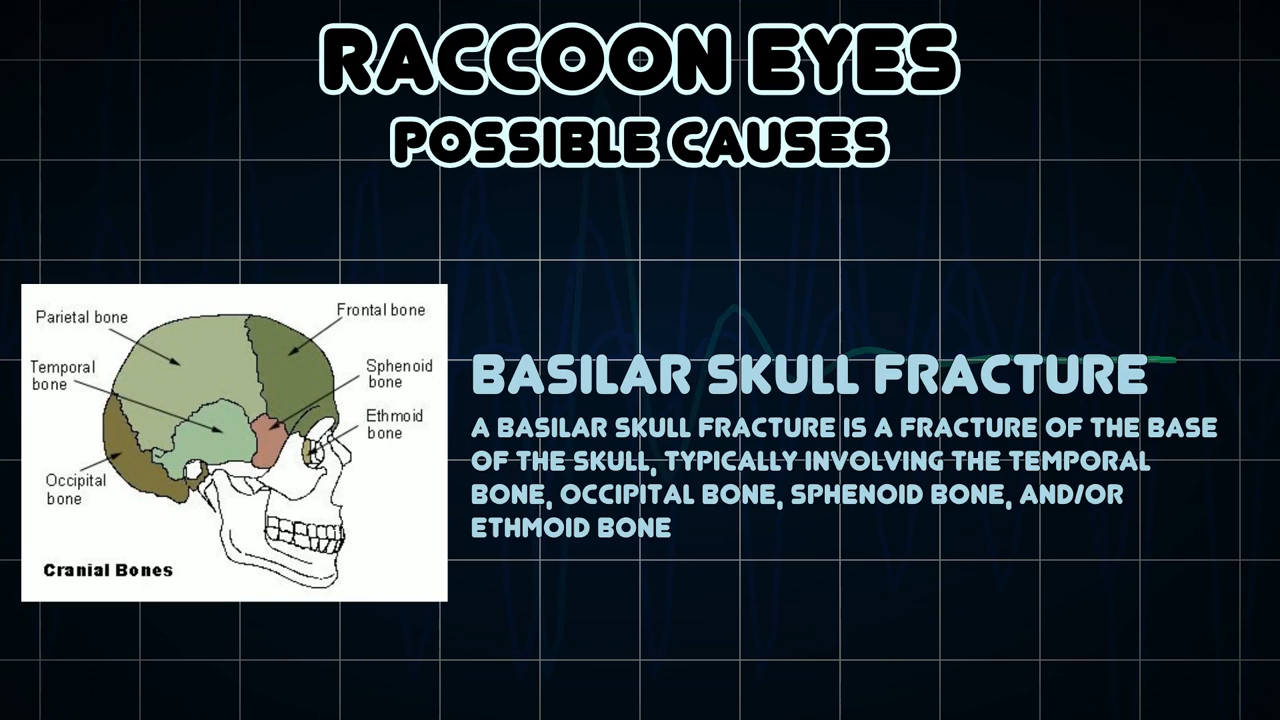 RACCOON EYES
POSSIBLE CAUSES
Parietal bone
Frontal bone
Temporal
bone
Sphenoid
bone
Ethmoid
bone
Occipital
bone
Cranial Bones
BASILAR SKULL FRACTURE
A BASILAR SKULL FRACTURE IS A FRACTURE OF THE BASE
OF THE SKULL, TYPICALLY INVOLVING THE TEMPORAL
BONE, OCCIPITAL BONE, SPHENOID BONE, AND/OR
ETHMOID BONE